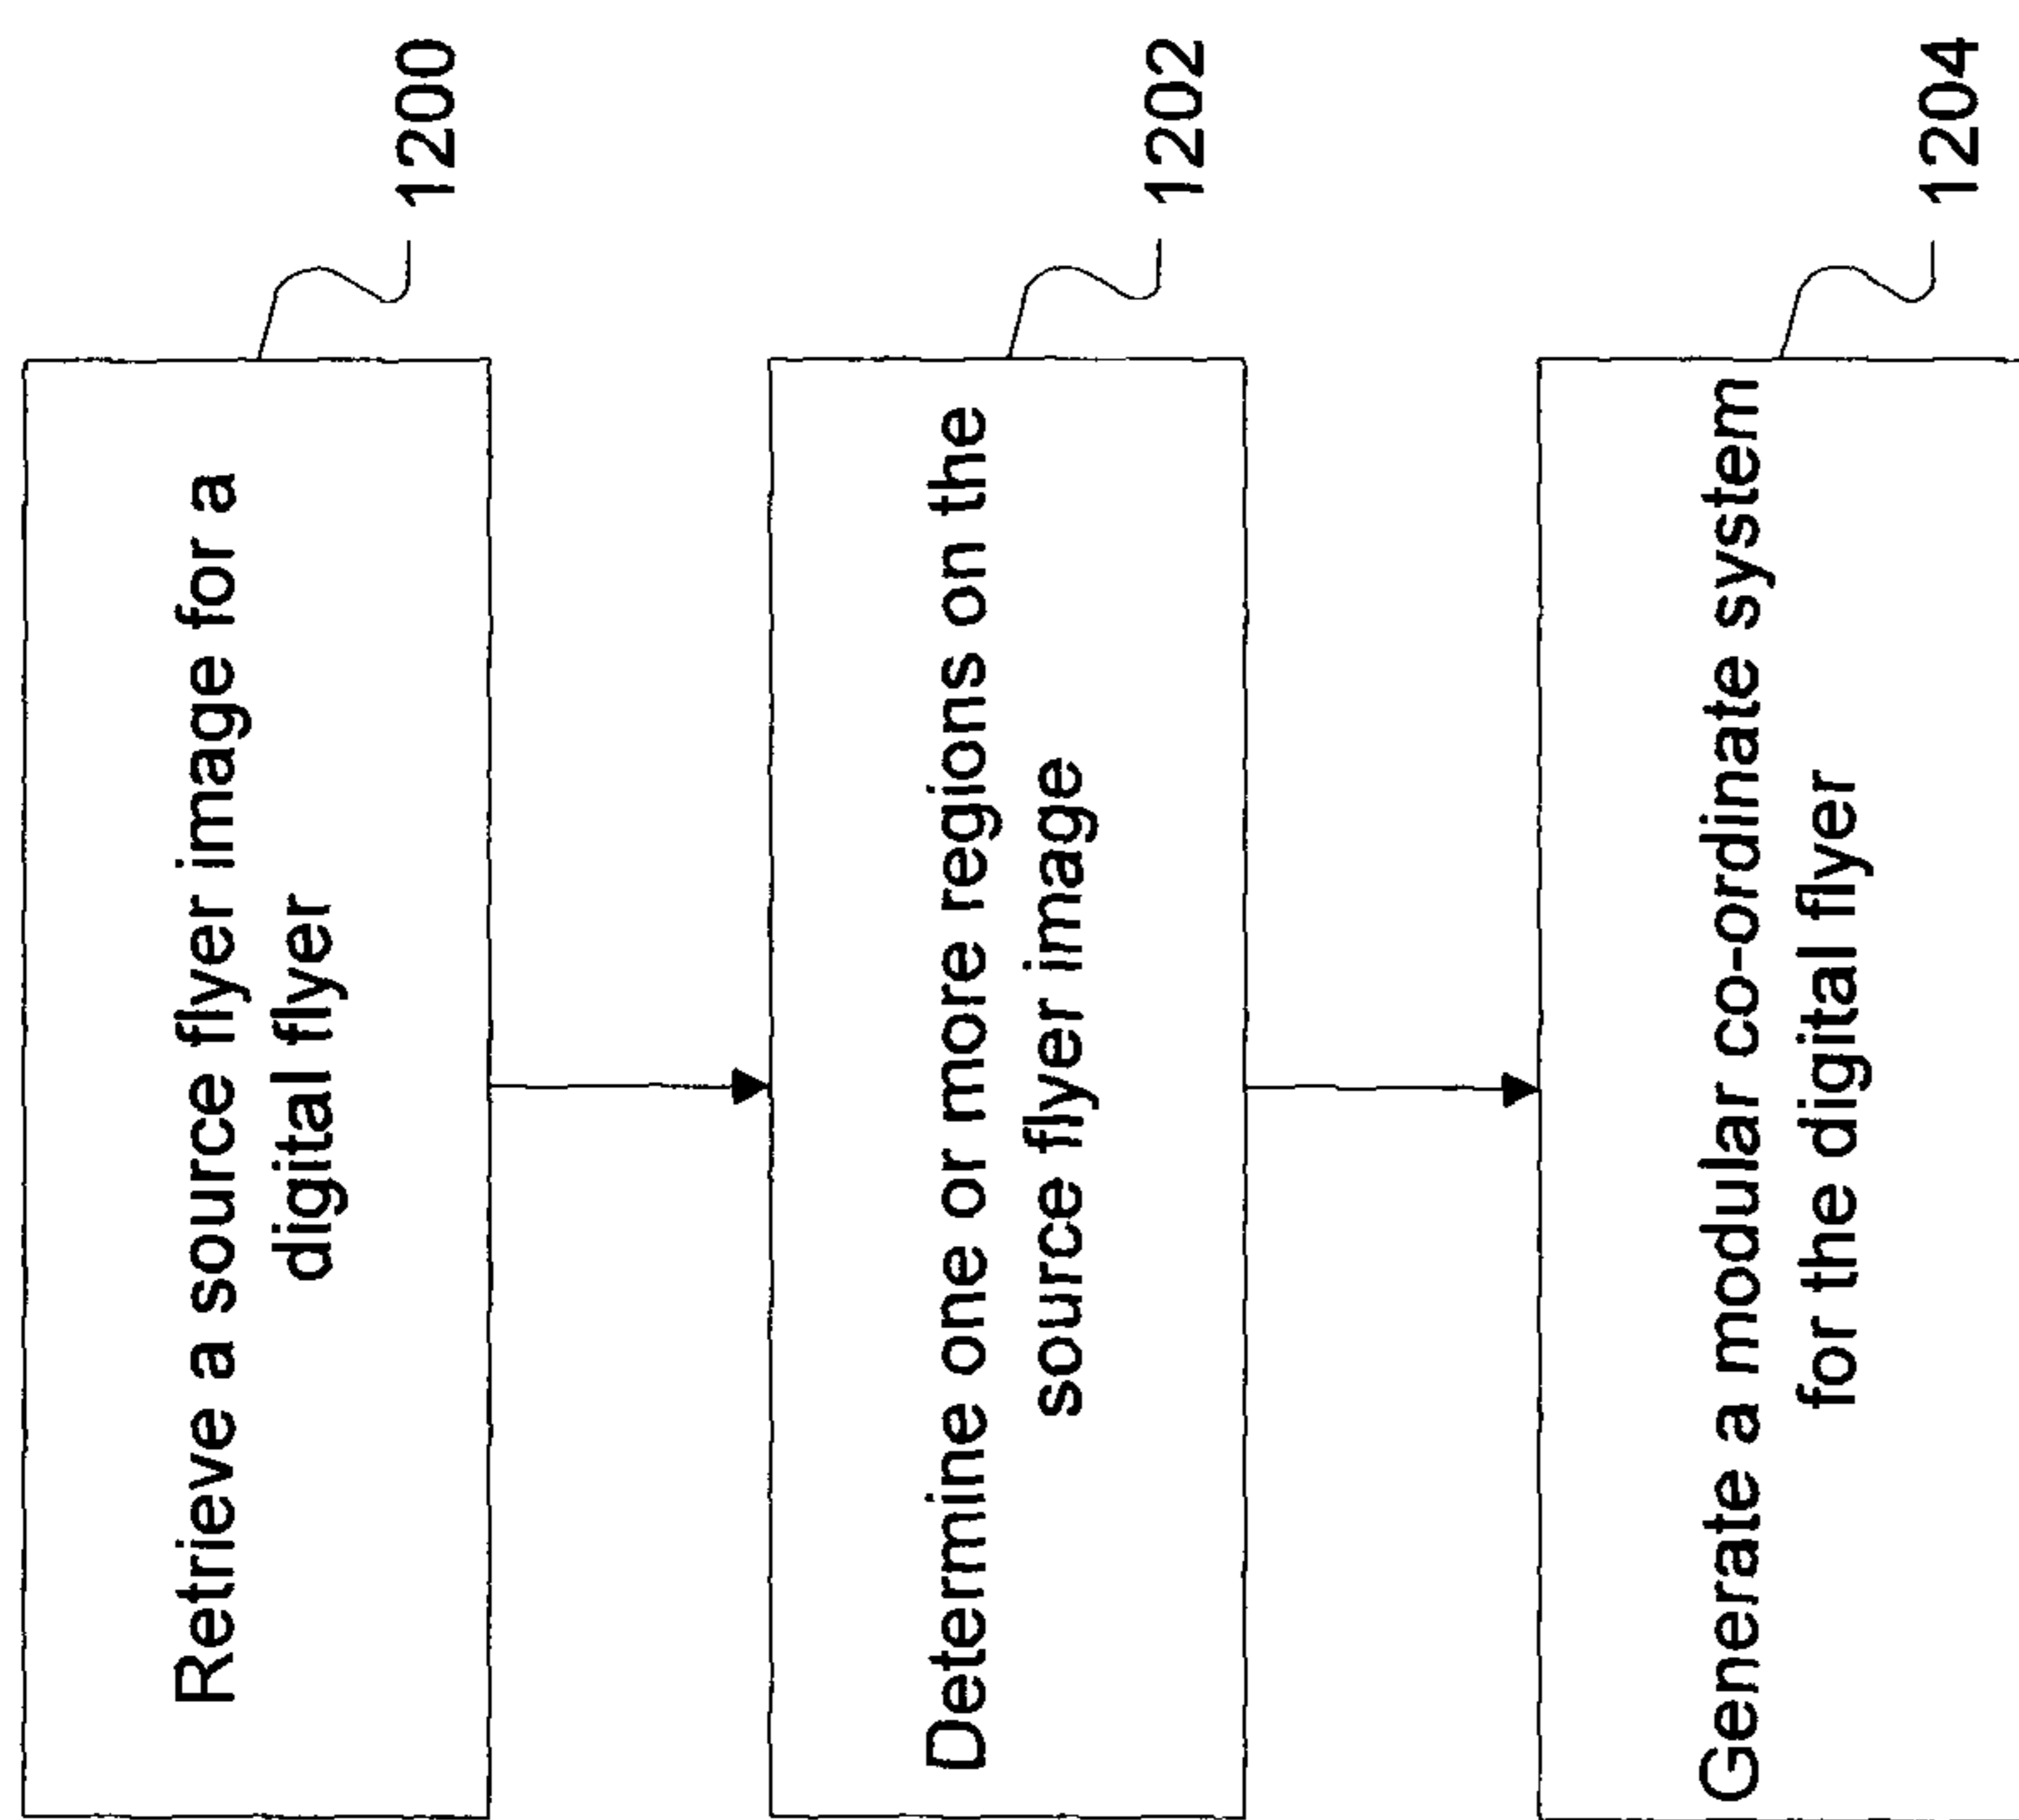 Retrieve a source flyer image for a
digital flyer
1200
Determine one or more regions on the
source flyer image
1202
Generate a modular co-ordinate system
for the digital flyer
1204